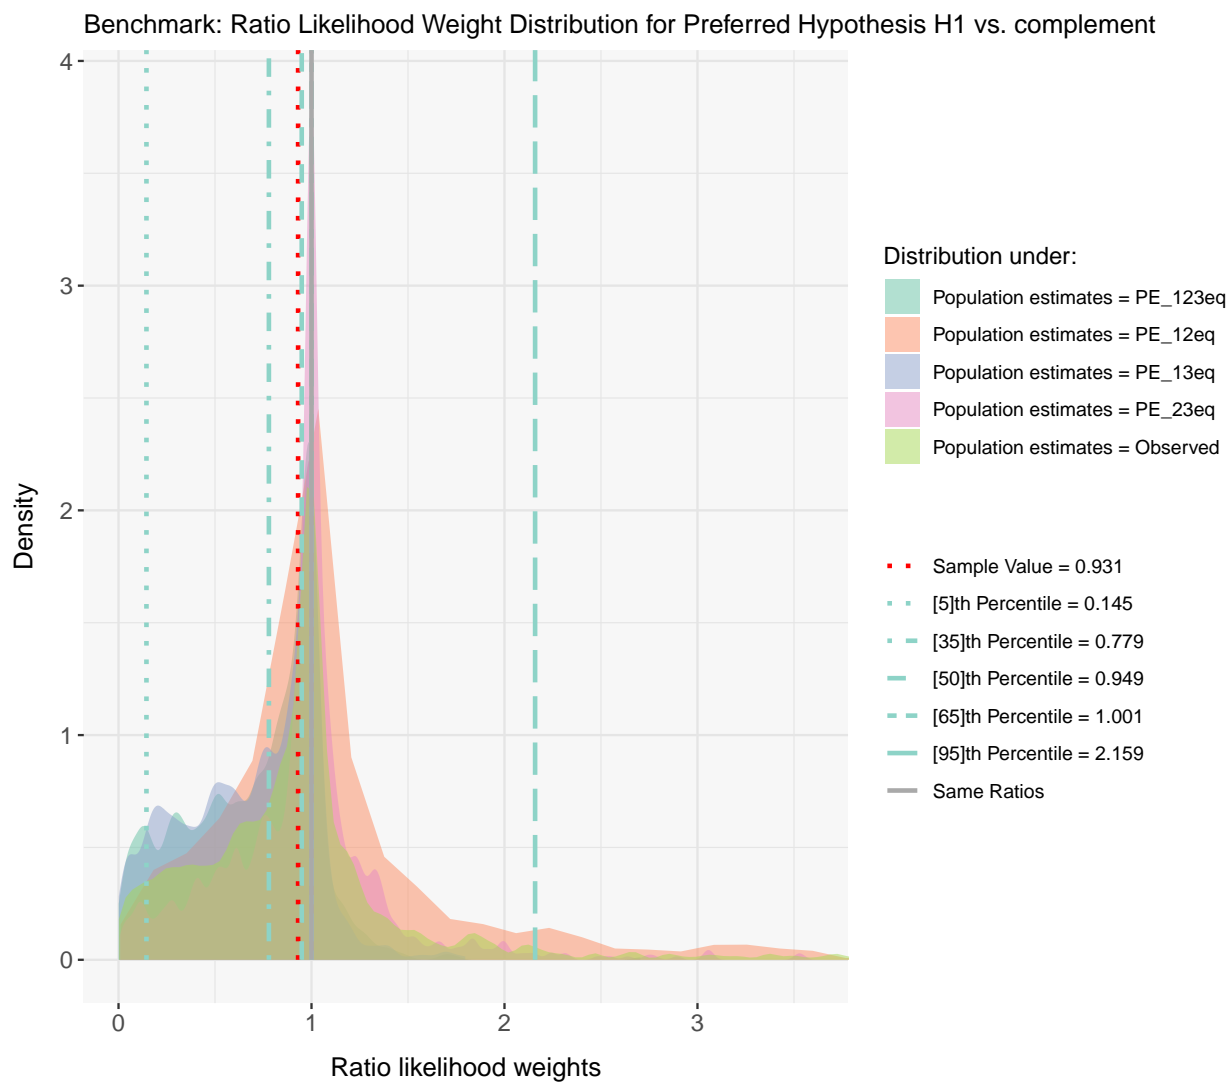 Benchmark: Ratio Likelihood Weight Distribution for Preferred Hypothesis H1 vs. complement
4
3
2
1
0
Density
0 1 2 3
Ratio likelihood weights
Distribution under:
Population estimates = PE_123eq
Population estimates = PE_12eq
Population estimates = PE_13eq
Population estimates = PE_23eq
Population estimates = Observed
Sample Value = 0.931
[5]th Percentile = 0.145
[35]th Percentile = 0.779
[50]th Percentile = 0.949
[65]th Percentile = 1.001
[95]th Percentile = 2.159
Same Ratios